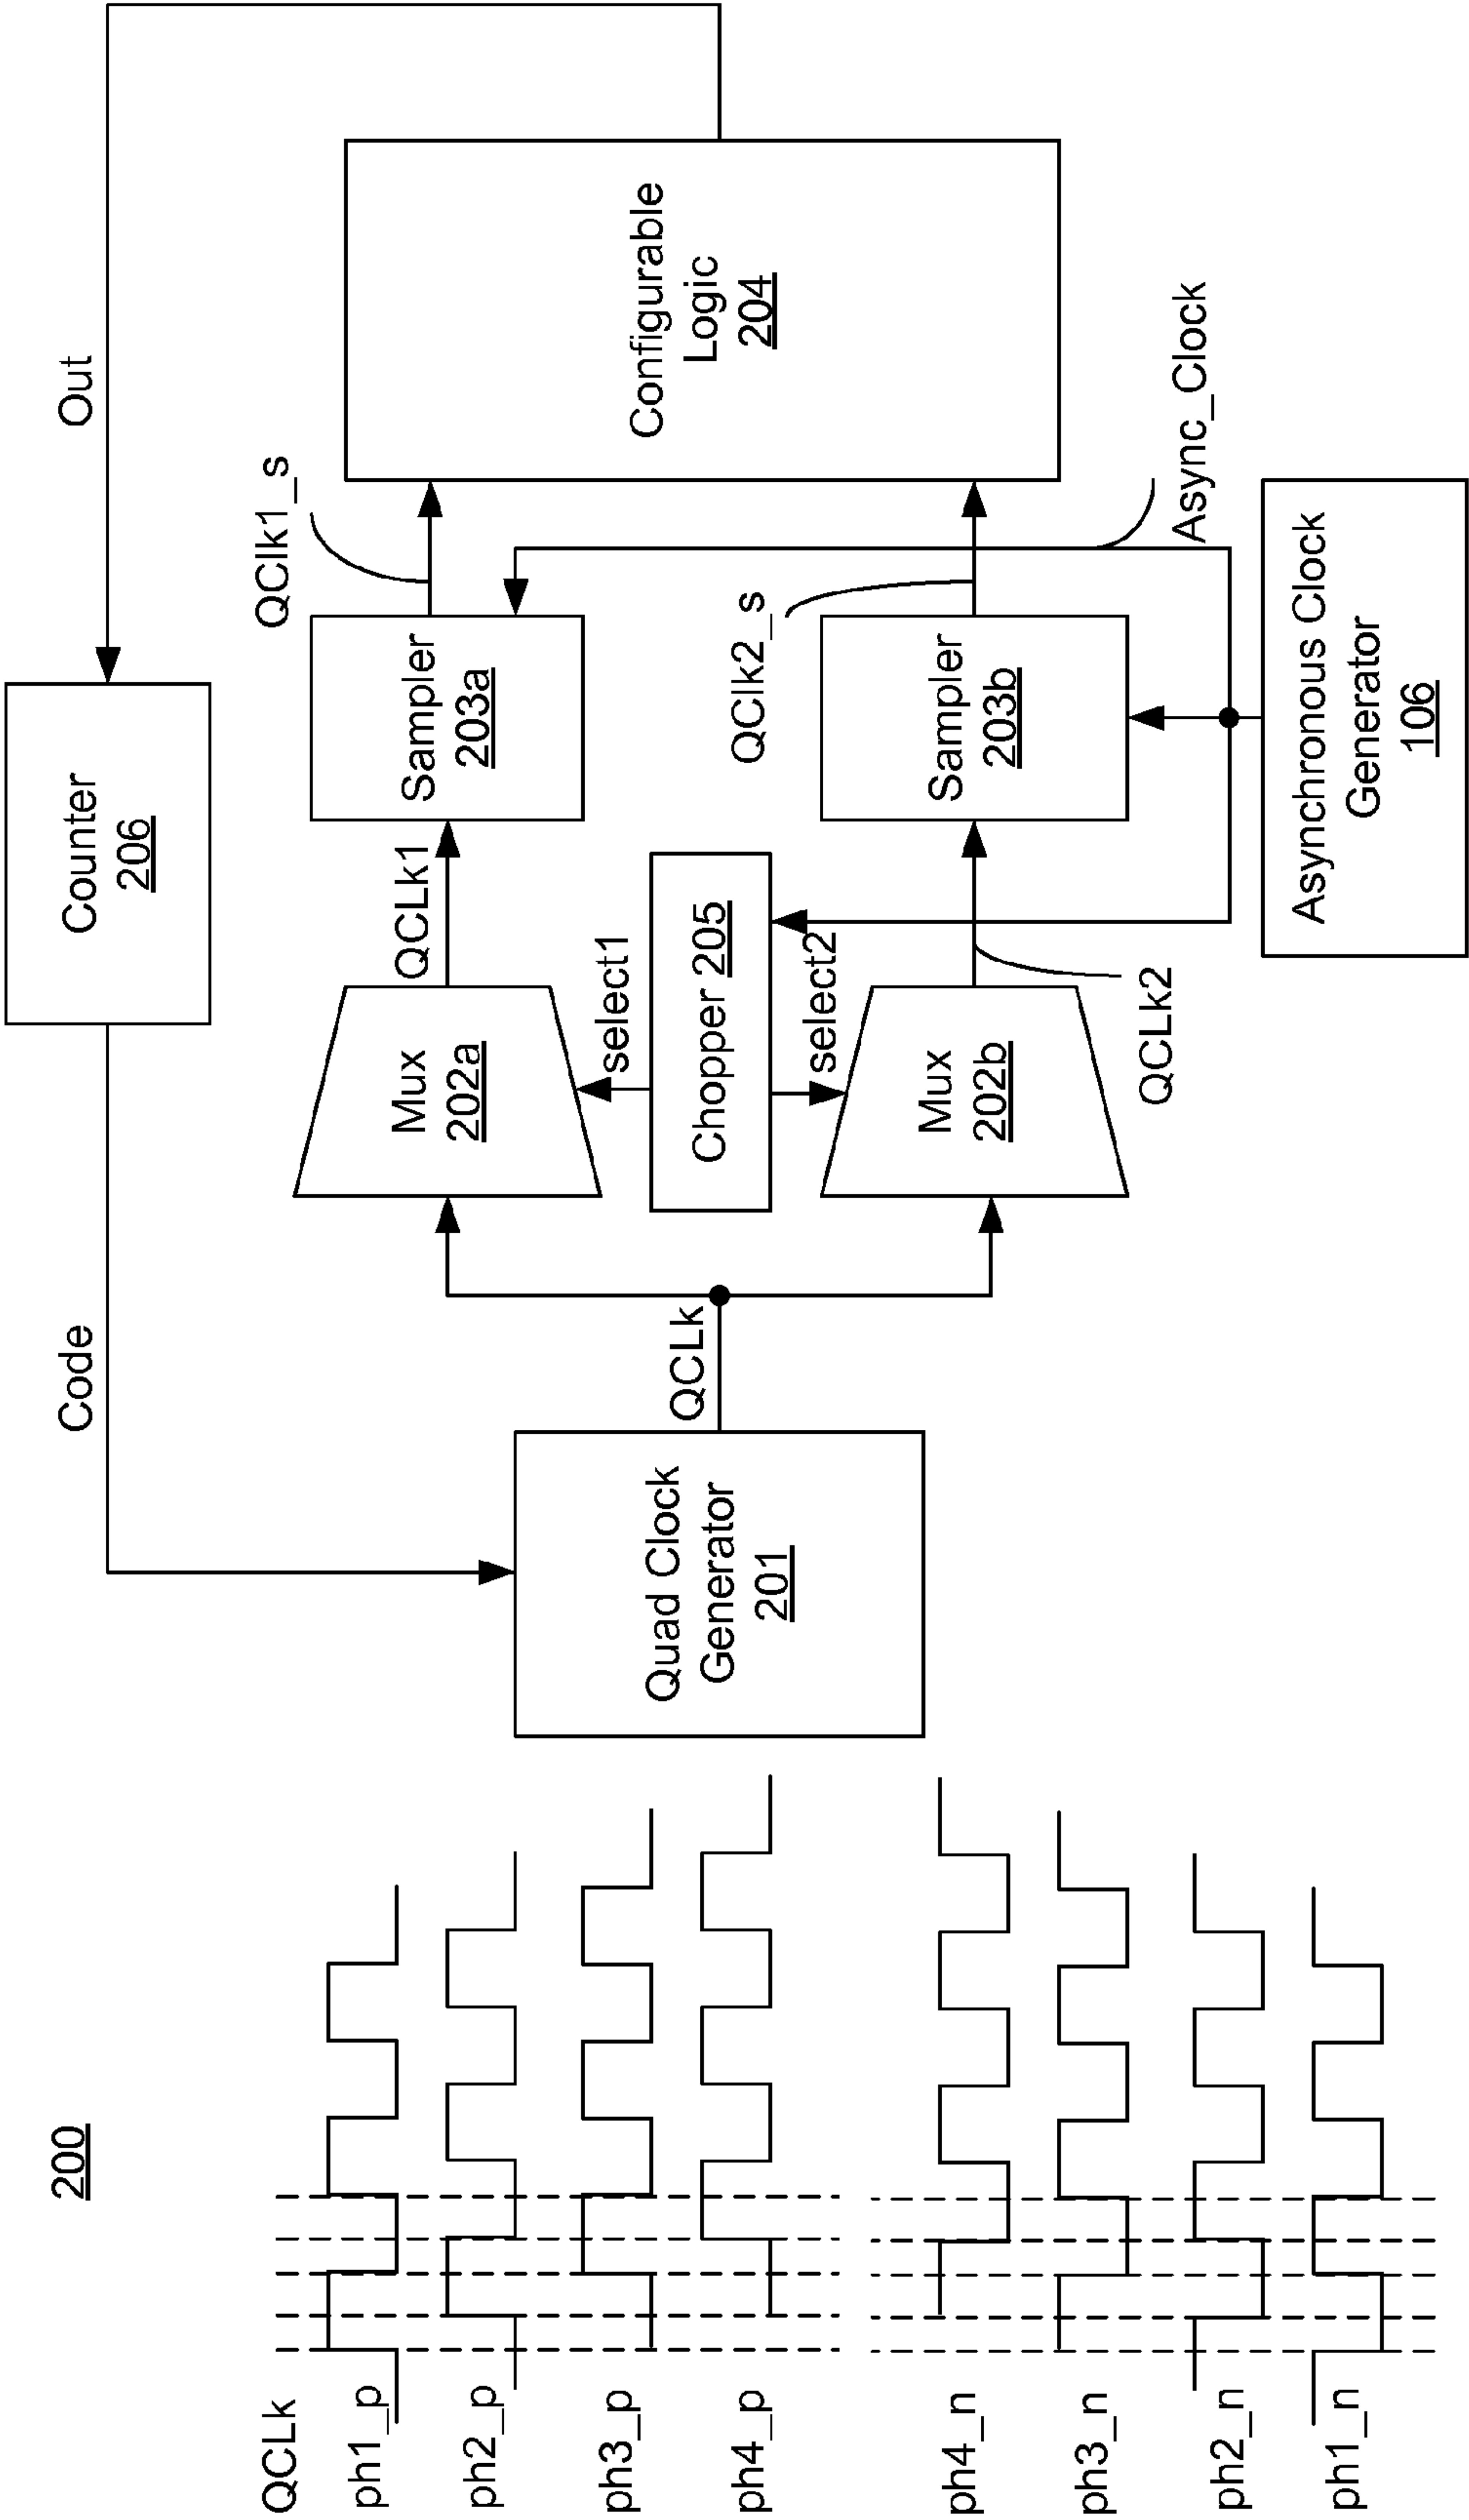 200
QCLk
ph1_p
ph2_p
ph3_p
ph4_p
ph4_n
ph3_n
ph2_n
ph1_n
Code
Out
Counter
206
Quad Clock
Generator
201
QCLk
Mux
202a
select1
Chopper 205
select2
Mux
202b
QCLk1
QCLk2
Sampler
203a
Sampler
203b
QClk1_s
QClk2_s
Configurable
Logic
204
Async_Clock
Asynchronous Clock
Generator
106